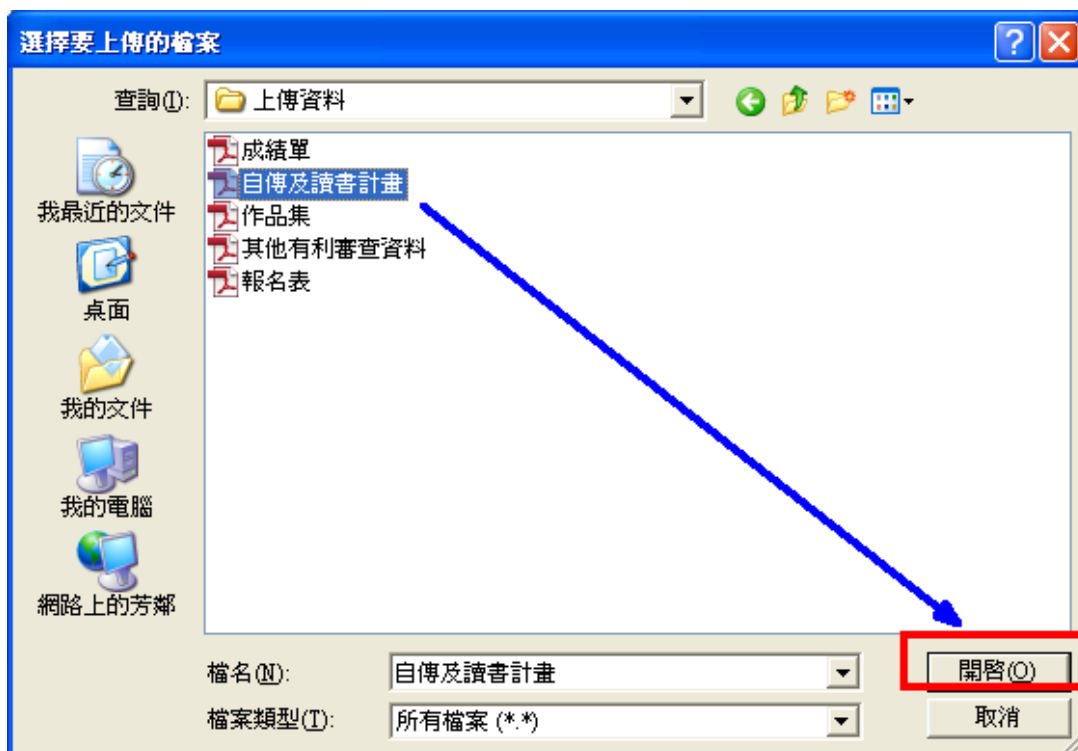 選擇要上傳的檔案
查詢(I): 上傳資料
成績單
自傳及讀書計畫
作品集
其他有利審查資料
報名表
我最近的文件
桌面
我的文件
我的電腦
網路上的芳鄰
檔名(N): 自傳及讀書計畫 開啓(O)
檔案類型(T): 所有檔案 (*.*) 取消